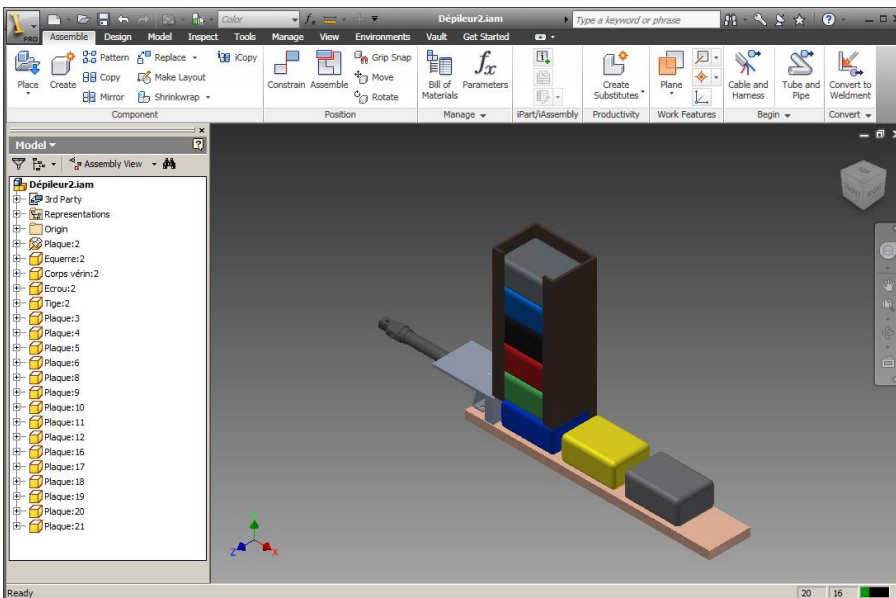 PRO
Color
Dépileur2.iam
Type a keyword or phrase
Assemble Design Model Inspect Tools Manage View Environments Vault Get Started
Place
Create
Pattern
Copy
Mirror
Replace
Make Layout
Shrinkwrap
iCopy
Component
Constrain
Assemble
Grip Snap
Move
Rotate
Position
Bill of
Materials
fx
Parameters
Manage
iPart/iAssembly
Create
Substitutes
Productivity
Plane
Work Features
Cable and
Harness
Tube and
Pipe
Begin
Convert to
Weldment
Convert
Model
Assembly View
Dépileur2.iam
3rd Party
Representations
Origin
Plaque:2
Equerre:2
Corps vérin:2
Ecrou:2
Tige:2
Plaque:3
Plaque:4
Plaque:5
Plaque:6
Plaque:8
Plaque:9
Plaque:10
Plaque:11
Plaque:12
Plaque:16
Plaque:17
Plaque:18
Plaque:19
Plaque:20
Plaque:21
Z
X
Ready
20 16